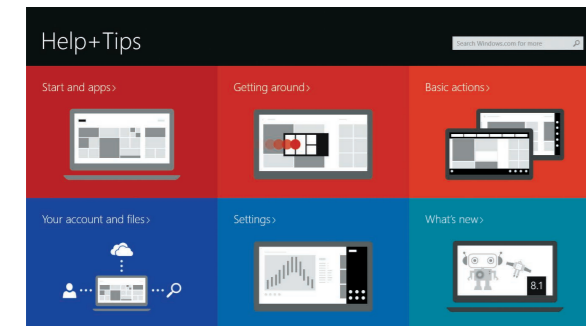 Help+Tips
Search Windows.com for more
Start and apps>
Getting around>
Basic actions>
Your account and files>
Settings>
What's new>
8.1